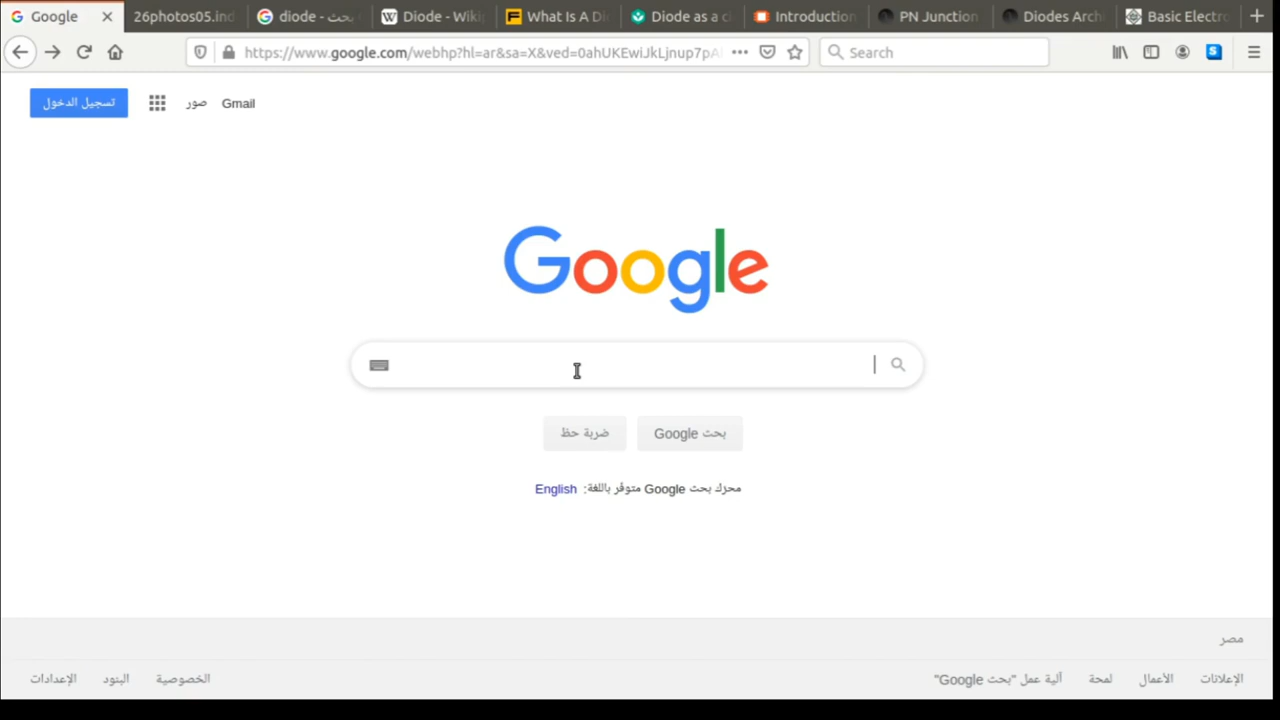 Google
26photos05.ind
diode - بحث
Diode - Wiki
What Is A Di
Diode as a ci
Introduction
PN Junction
Diodes Arch
Basic Electro
https://www.google.com/webhp?hl=ar&sa=X&ved=0ahUKEwiJkLjnup7pA
Search
تسجيل الدخول
صور
Gmail
Google
بحث Google
ضربة حظ
محرك بحث Google متوفر باللغة: English
مصر
الإعلانات
الأعمال
لمحة
آلية عمل "بحث Google"
الخصوصية
البنود
الإعدادات